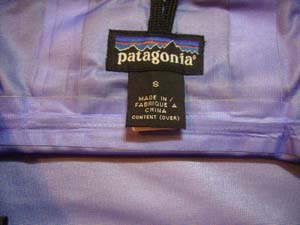 patagonia®
S
MADE IN /
FABRIQUÉ À
CHINA
CONTENT (OVER)